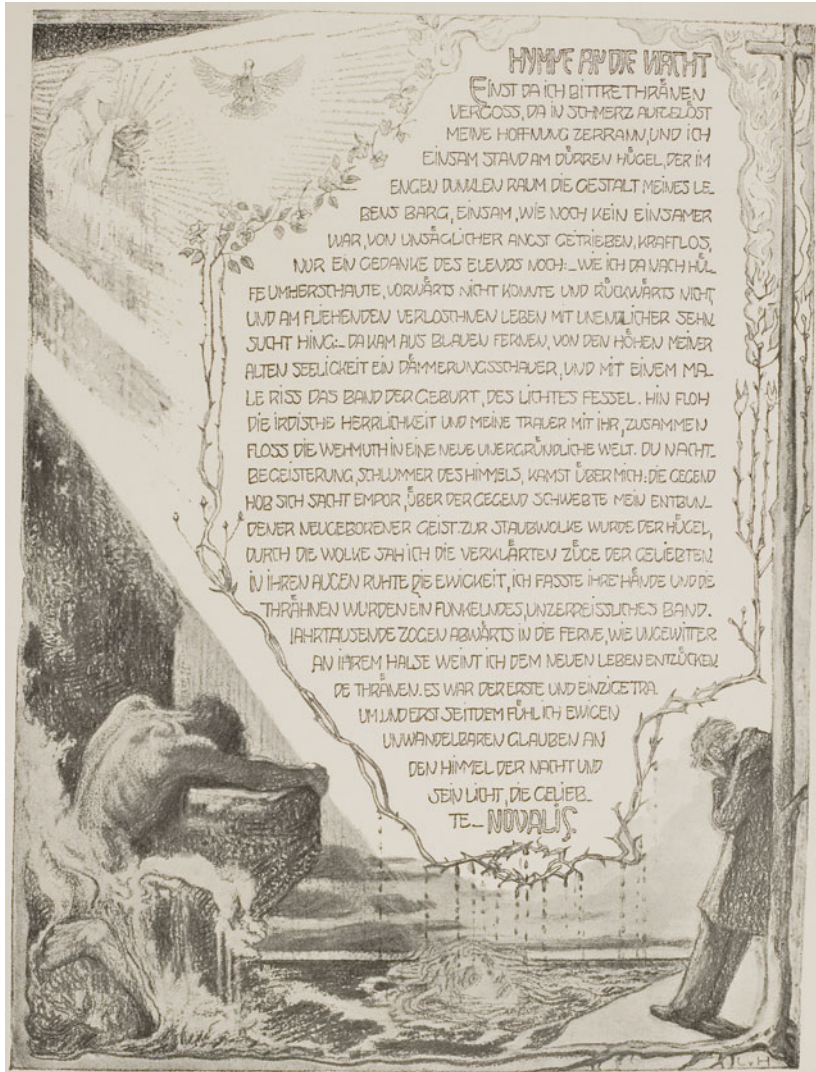 HYMNE AN DIE NACHT
EINST DA ICH BITTRE THRÄNEN
VERGOSS, DA IN SCHMERZ AUFGELÖST
MEINE HOFFNUNG ZERRANN, UND ICH
EINSAM STAND AM DÜRREN HÜGEL, DER IM
ENGEN DUNKLEN RAUM DIE GESTALT MEINES LE-
BENS BARG, EINSAM, WIE NOCH KEIN EINSAMER
WAR, VON UNSÄGLICHER ANGST GETRIEBEN, KRAFTLOS,
NUR EIN GEDANKE DES ELENDS NOCH:_ WIE ICH DA NACH HÜL-
FE UMHERSCHAUTE, VORWÄRTS NICHT KONNTE UND RÜCKWÄRTS NICHT
UND AM FLIEHENDEN VERLOSCHNEN LEBEN MIT UNENDLICHER SEHN
SUCHT HING:_ DA KAM AUS BLAUEN FERNEN, VON DEN HÖHEN MEINER
ALTEN SEELIGKEIT EIN DÄMMERUNGSSCHAUER, UND MIT EINEM MA-
LE RISS DAS BAND DER GEBURT, DES LICHTES FESSEL. HIN FLOH
DIE IRDISCHE HERRLICHKEIT UND MEINE TRAUER MIT IHR, ZUSAMMEN
FLOSS DIE WEHMUTH IN EINE NEUE UNERGRÜNDLICHE WELT. DU NACHT-
BEGEISTERUNG, SCHLUMMER DES HIMMELS, KAMST ÜBER MICH: DIE GEGEND
HOB SICH SACHT EMPOR, ÜBER DER GEGEND SCHWEBTE MEIN ENTBUN-
DENER NEUGEBORENER GEIST. ZUR STAUBWOLKE WURDE DER HÜGEL,
DURCH DIE WOLKE SAH ICH DIE VERKLÄRTEN ZÜGE DER GELIEBTEN
IN IHREN AUGEN RUHTE DIE EWIGKEIT, ICH FASSTE IHRE HÄNDE UND DIE
THRÄHNEN WURDEN EIN FUNKELNDES, UNZERREISSLICHES BAND.
IAHRTAUSENDE ZOGEN ABWÄRTS IN DIE FERNE, WIE UNGEWITTER
AN IHREM HALSE WEINT ICH DEM NEUEN LEBEN ENTZÜCKEN
DE THRÄNEN. ES WAR DER ERSTE UND EINZIGE TRA
UM UND ERST SEITDEM FÜHL ICH EWIGEN
UNWANDELBAREN GLAUBEN AN
DEN HIMMEL DER NACHT UND
SEIN LICHT, DIE GELIEB-
TE_ NOVALIS.
L.v.H